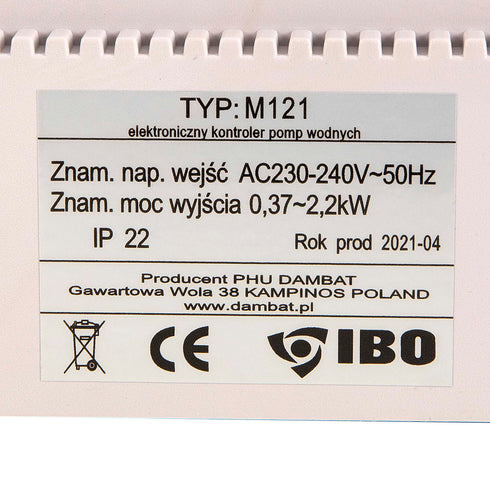 TYP: M121
elektroniczny kontroler pomp wodnych
Znam. nap. wejść AC230-240V~50Hz
Znam. moc wyjścia 0,37~2,2kW
IP 22 Rok prod 2021-04
Producent PHU DAMBAT
Gawartowa Wola 38 KAMPINOS POLAND
www.dambat.pl
CE IBO